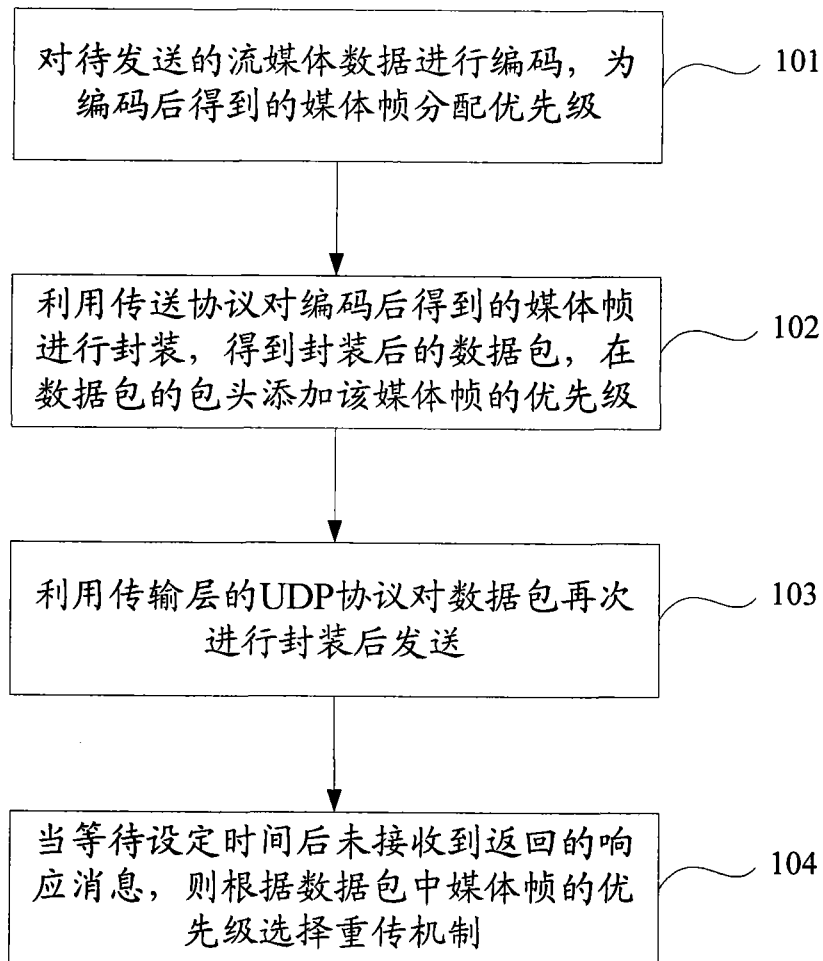 对待发送的流媒体数据进行编码，为
编码后得到的媒体帧分配优先级
101
利用传送协议对编码后得到的媒体帧
进行封装，得到封装后的数据包，在
数据包的包头添加该媒体帧的优先级
102
利用传输层的UDP协议对数据包再次
进行封装后发送
103
当等待设定时间后未接收到返回的响
应消息，则根据数据包中媒体帧的优
先级选择重传机制
104